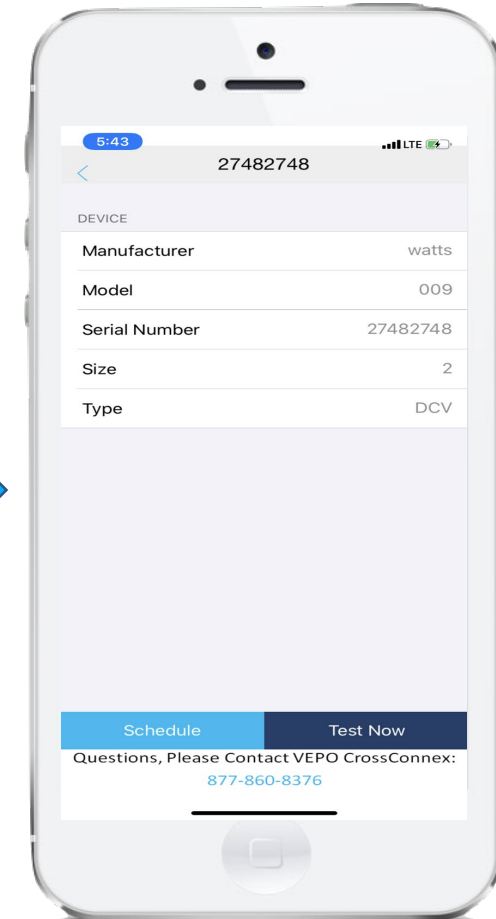 5:43
LTE
27482748
DEVICE
Manufacturer watts
Model 009
Serial Number 27482748
Size 2
Type DCV
Schedule Test Now
Questions, Please Contact VEPO CrossConnex:
877-860-8376